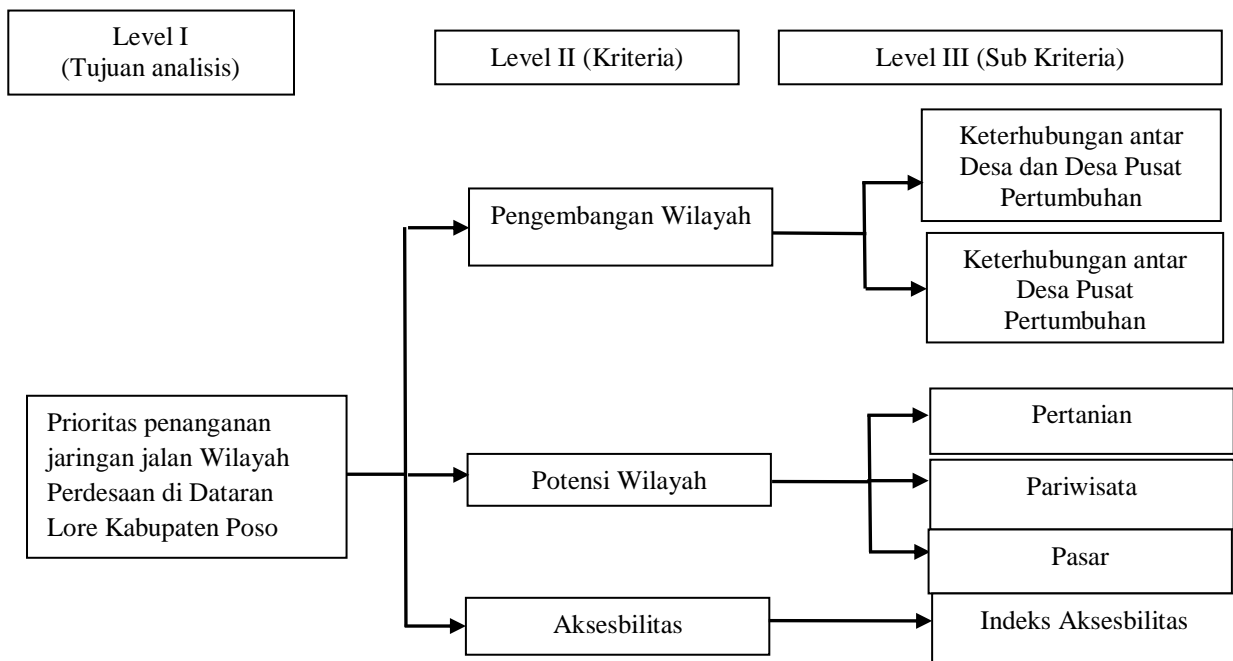 Level I
(Tujuan analisis)
Level II (Kriteria)
Level III (Sub Kriteria)
Keterhubungan antar
Desa dan Desa Pusat
Pertumbuhan
Pengembangan Wilayah
Keterhubungan antar
Desa Pusat
Pertumbuhan
Prioritas penanganan
jaringan jalan Wilayah
Perdesaan di Dataran
Lore Kabupaten Poso
Pertanian
Potensi Wilayah
Pariwisata
Pasar
Aksesbilitas
Indeks Aksesbilitas